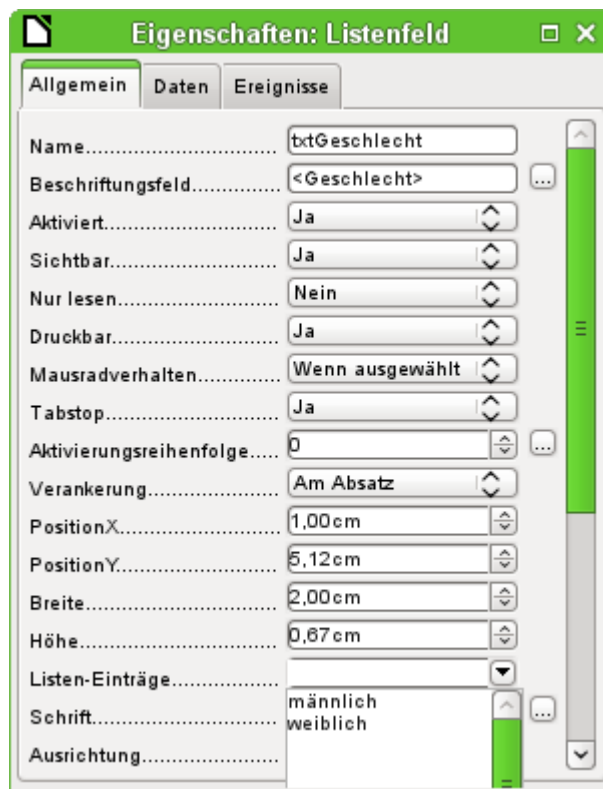 Eigenschaften: Listenfeld
Allgemein Daten Ereignisse
Name............................ txtGeschlecht
Beschriftungsfeld............... <Geschlecht> ...
Aktiviert....................... Ja
Sichtbar........................ Ja
Nur lesen....................... Nein
Druckbar........................ Ja
Mausradverhalten............. Wenn ausgewählt
Tabstop......................... Ja
Aktivierungsreihenfolge..... 0 ...
Verankerung.................... Am Absatz
PositionX....................... 1,00cm
PositionY....................... 5,12cm
Breite.......................... 2,00cm
Höhe............................ 0,67cm
Listen-Einträge................
männlich
Schrift......................... weiblich ...
Ausrichtung....................